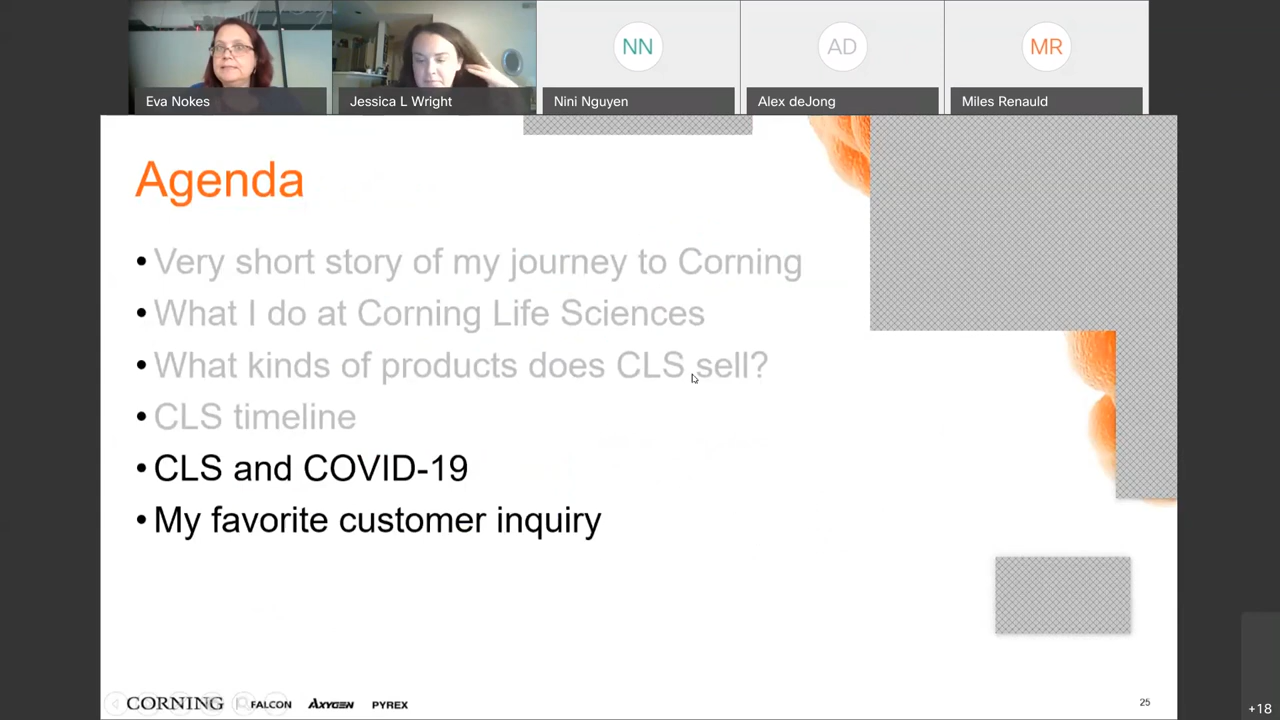 NN
AD
MR
Eva Nokes
Jessica L Wright
Nini Nguyen
Alex deJong
Miles Renauld
Agenda
• Very short story of my journey to Corning
• What I do at Corning Life Sciences
• What kinds of products does CLS sell?
• CLS timeline
• CLS and COVID-19
• My favorite customer inquiry
CORNING | FALCON AXYGEN PYREX
25
+18